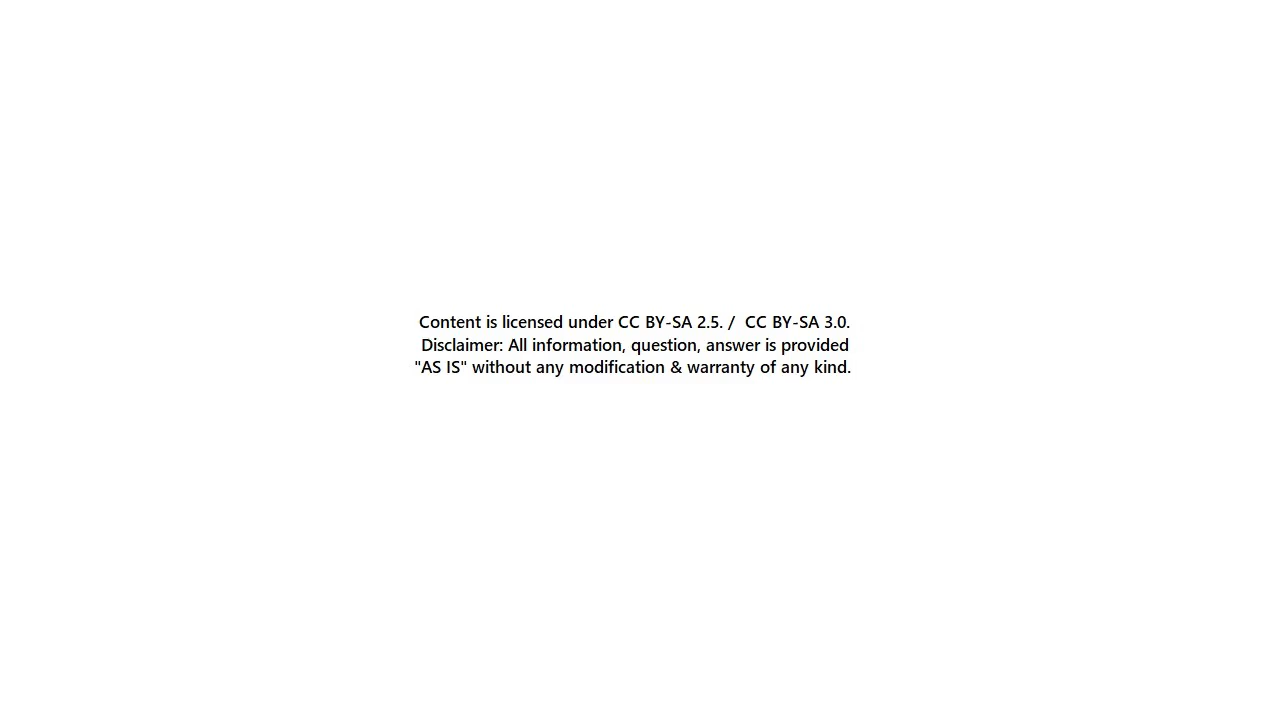 Content is licensed under CC BY-SA 2.5. /  CC BY-SA 3.0.
Disclaimer: All information, question, answer is provided
"AS IS" without any modification & warranty of any kind.